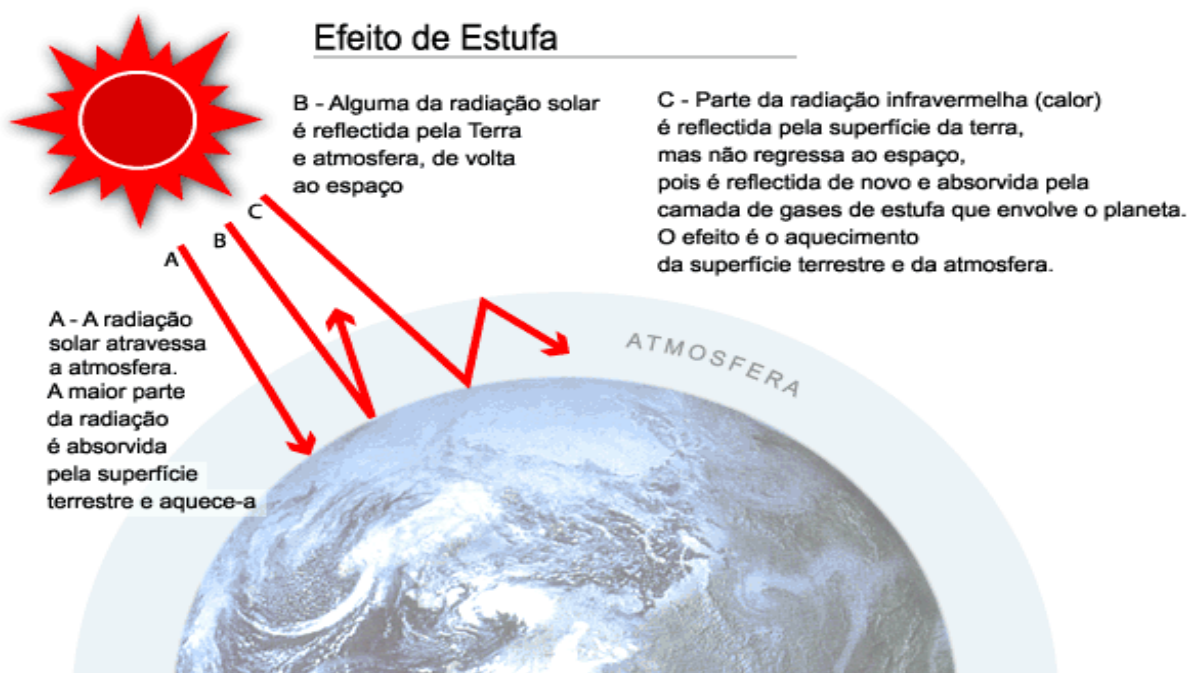 Efeito de Estufa
B - Alguma da radiação solar
é reflectida pela Terra
e atmosfera, de volta
ao espaço
C - Parte da radiação infravermelha (calor)
é reflectida pela superfície da terra,
mas não regressa ao espaço,
pois é reflectida de novo e absorvida pela
camada de gases de estufa que envolve o planeta.
O efeito é o aquecimento
da superfície terrestre e da atmosfera.
C
B
A
A - A radiação
solar atravessa
a atmosfera.
A maior parte
da radiação
é absorvida
pela superfície
terrestre e aquece-a
ATMOSFERA